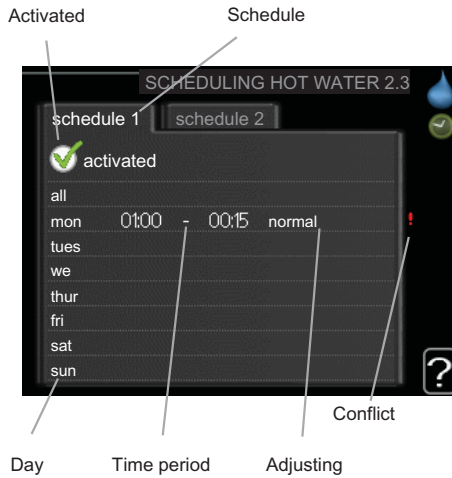 Activated Schedule
SCHEDULING HOT WATER 2.3
schedule 1 schedule 2
activated
all
mon 01:00 - 00:15 normal !
tues
we
thur
fri
sat
sun
?
Conflict
Day Time period Adjusting